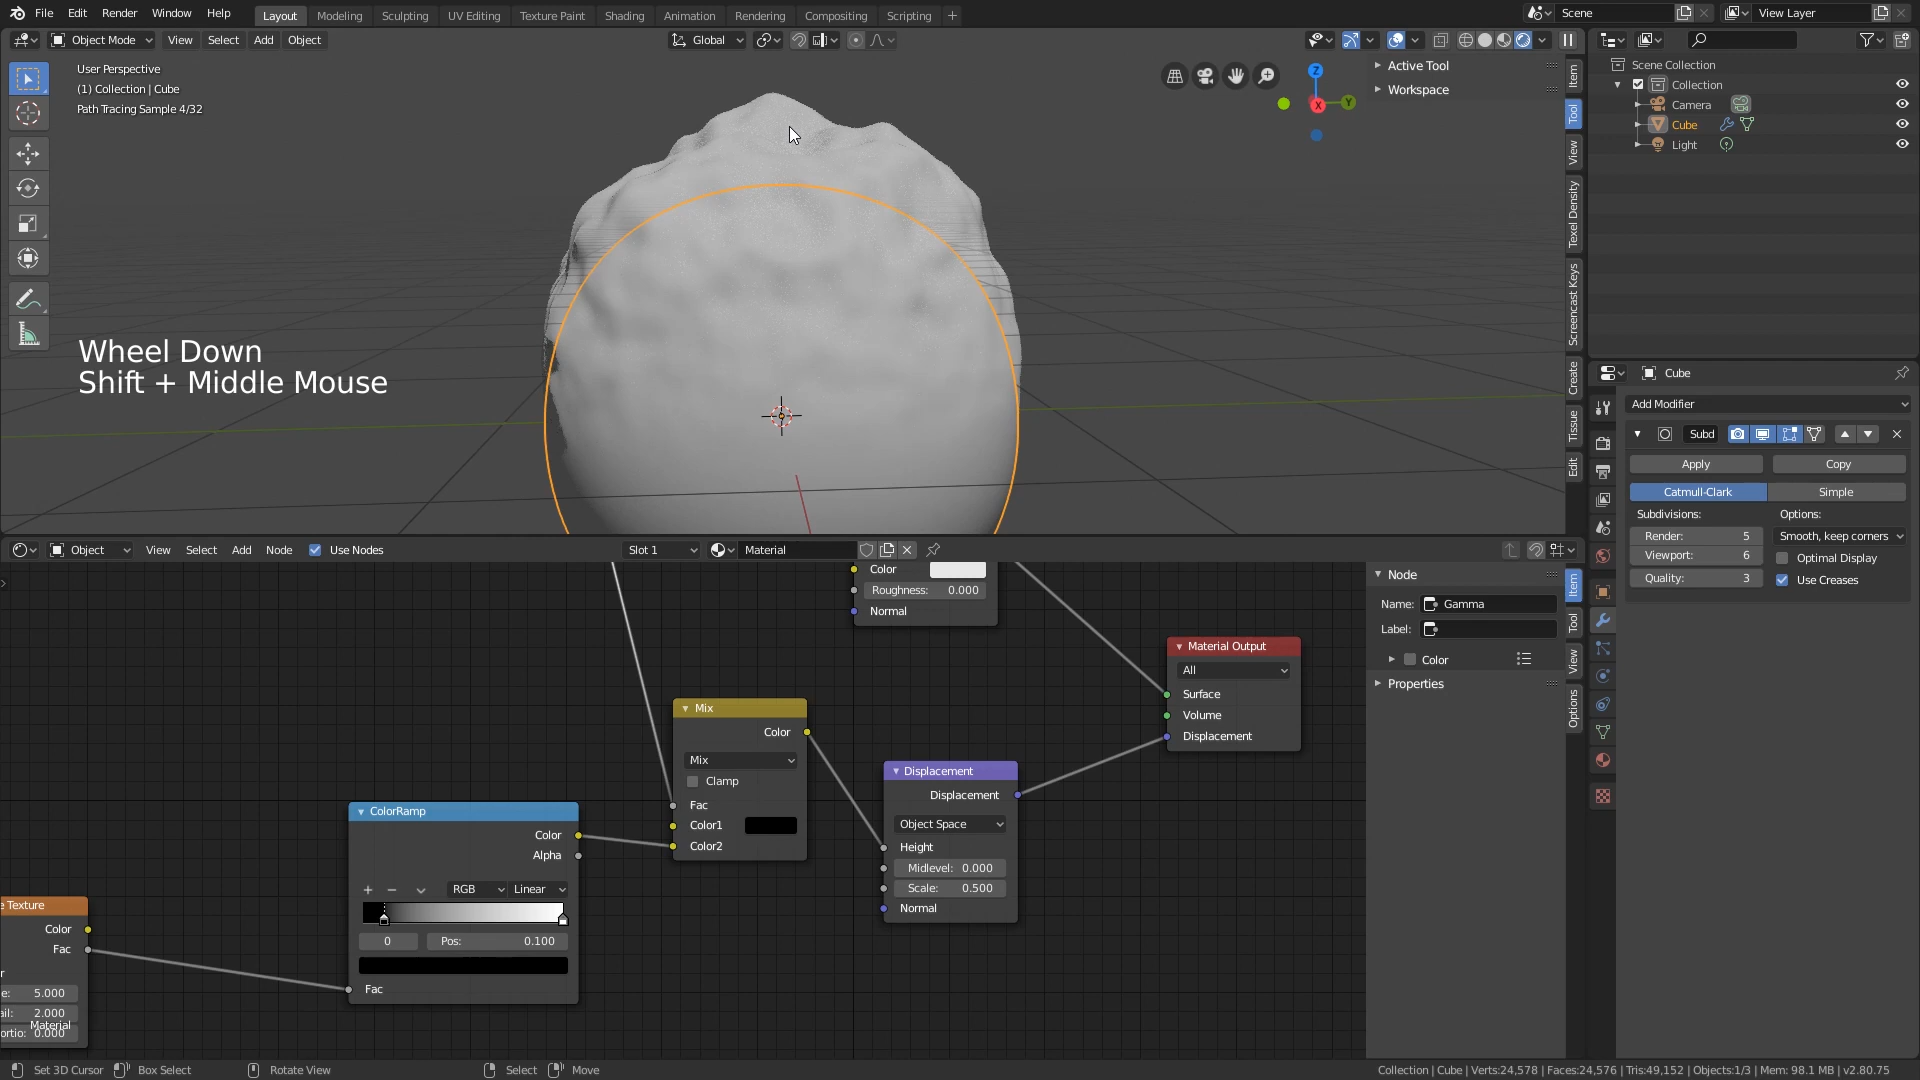 File Edit Render Window Help Layout Modeling Sculpting UV Editing Texture Paint Shading Animation Rendering Compositing Scripting + Scene View Layer
Object Mode View Select Add Object Global
User Perspective
(1) Collection | Cube
Path Tracing Sample 4/32
Z
Y
X
Active Tool
Workspace
Item
Tool
View
Texel Density
Screencast Keys
Create
Tissue
Edit
Scene Collection
Collection
Camera
Cube
Light
Wheel Down
Shift + Middle Mouse
Cube
Add Modifier
Subd
Apply Copy
Catmull-Clark Simple
Subdivisions: Options:
Render: 5 Smooth, keep corners
Viewport: 6 Optimal Display
Quality: 3 Use Creases
Object View Select Add Node Use Nodes Slot 1 Material
Color
Roughness: 0.000
Normal
Material Output
All
Surface
Volume
Displacement
Mix
Color
Mix
Clamp
Fac
Color1
Color2
Displacement
Displacement
Object Space
Height
Midlevel: 0.000
Scale: 0.500
Normal
ColorRamp
Color
Alpha
+ − RGB Linear
0 Pos: 0.100
Fac
e Texture
Color
Fac
r
e: 5.000
ail: 2.000
ortio: 0.000
Material
Node
Name: Gamma
Label:
Color
Properties
Item
Tool
View
Options
Set 3D Cursor Box Select Rotate View Select Move Collection | Cube | Verts:24,578 | Faces:24,576 | Tris:49,152 | Objects:1/3 | Mem: 98.1 MB | v2.80.75